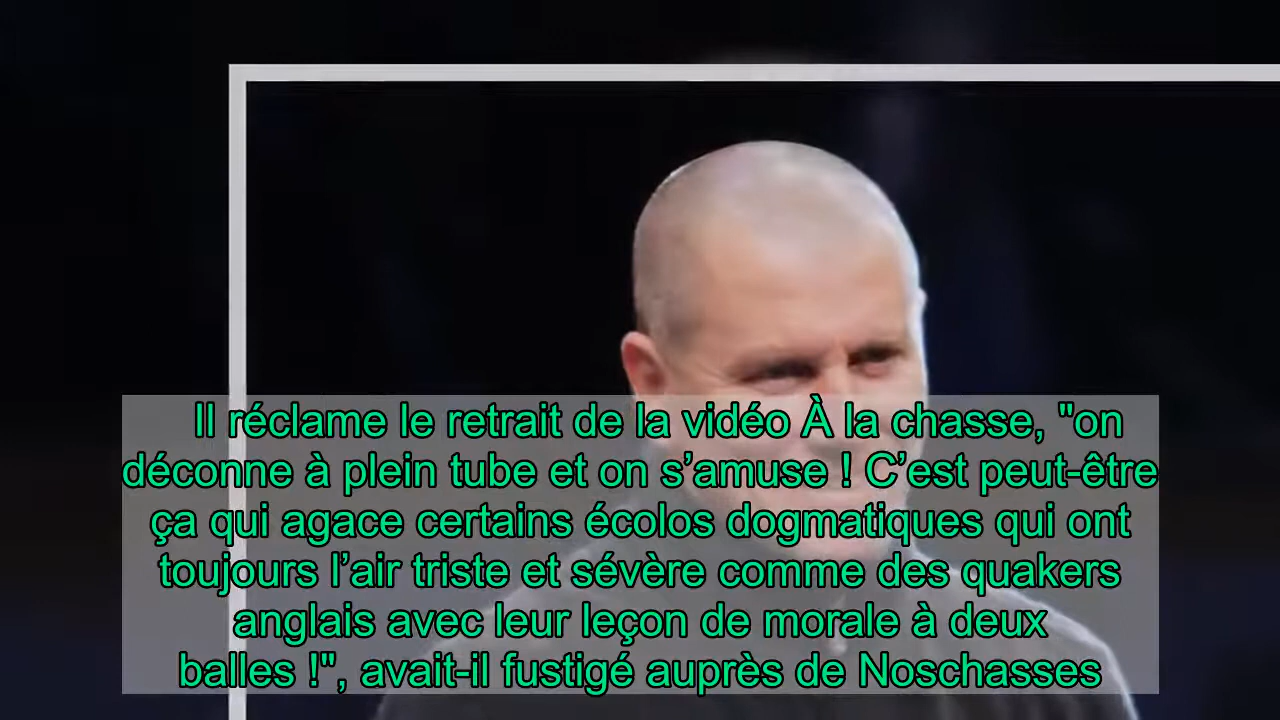 Il réclame le retrait de la vidéo À la chasse, "on
déconne à plein tube et on s’amuse ! C’est peut-être
ça qui agace certains écolos dogmatiques qui ont
toujours l’air triste et sévère comme des quakers
anglais avec leur leçon de morale à deux
balles !", avait-il fustigé auprès de Noschasses